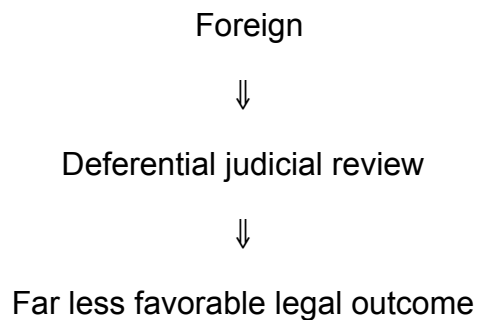 Foreign
⇓
Deferential judicial review
⇓
Far less favorable legal outcome